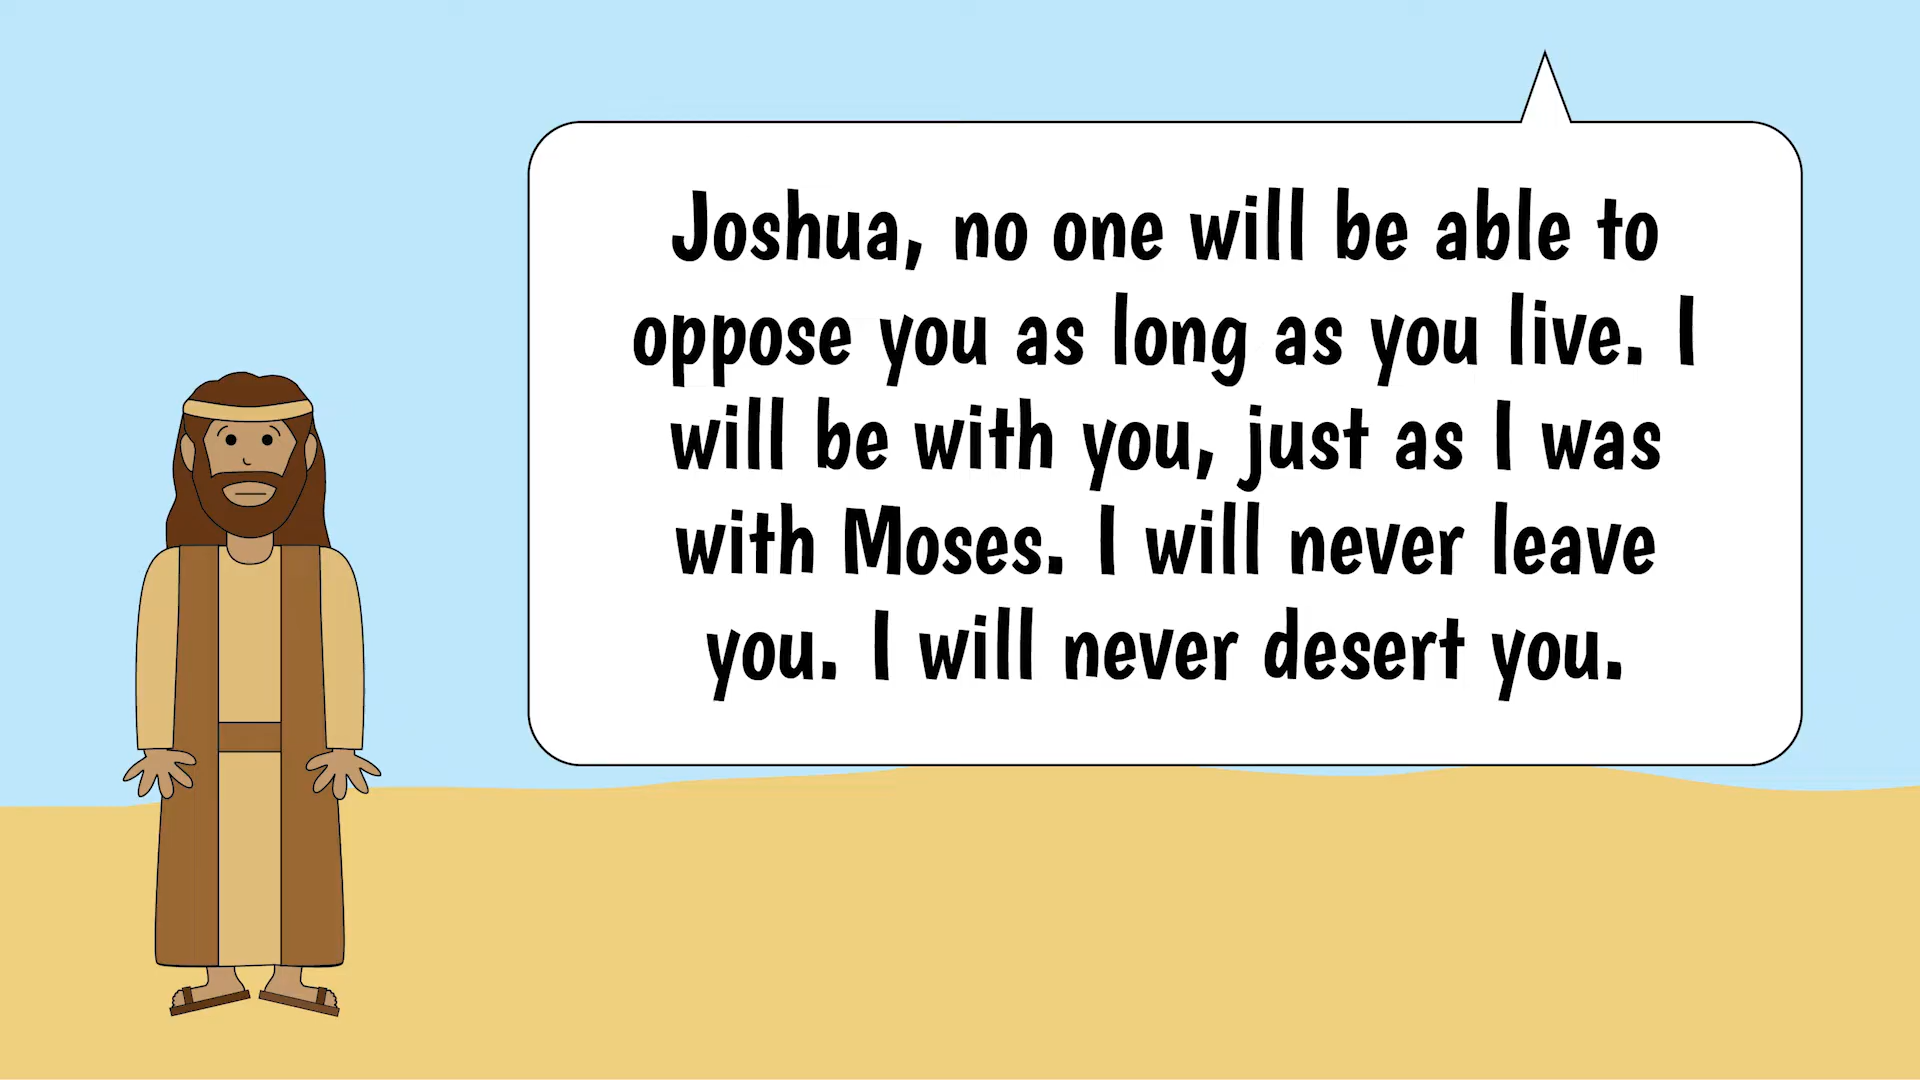 Joshua, no one will be able to
oppose you as long as you live. I
will be with you, just as I was
with Moses. I will never leave
you. I will never desert you.